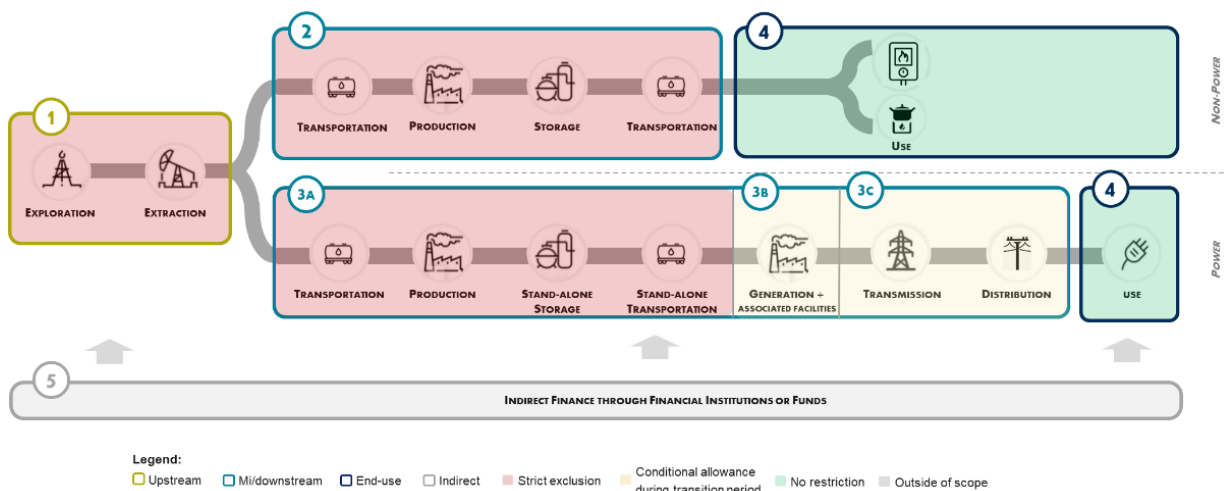 2
4
TRANSPORTATION
PRODUCTION
STORAGE
TRANSPORTATION
USE
NON-POWER
1
EXPLORATION
EXTRACTION
3A
3B
3C
4
TRANSPORTATION
PRODUCTION
STAND-ALONE
STORAGE
STAND-ALONE
TRANSPORTATION
GENERATION +
ASSOCIATED FACILITIES
TRANSMISSION
DISTRIBUTION
USE
POWER
5
INDIRECT FINANCE THROUGH FINANCIAL INSTITUTIONS OR FUNDS
Legend:
Upstream
Mi/downstream
End-use
Indirect
Strict exclusion
Conditional allowance
during transition period
No restriction
Outside of scope